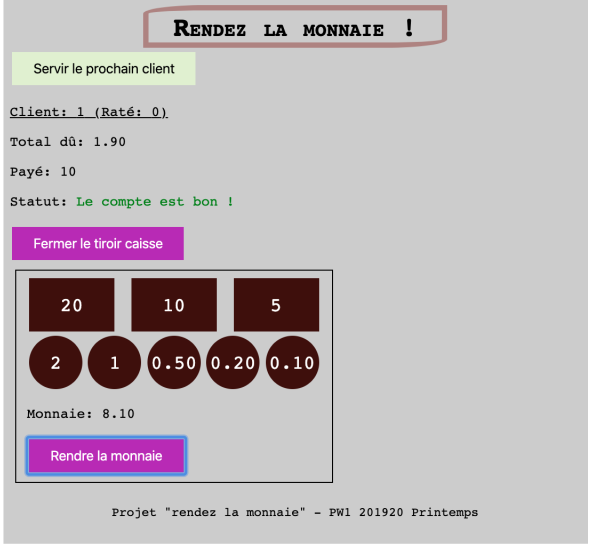 Rendez la monnaie !
Servir le prochain client
Client: 1 (Raté: 0)
Total dû: 1.90
Payé: 10
Statut: Le compte est bon !
Fermer le tiroir caisse
20 10 5
2 1 0.50 0.20 0.10
Monnaie: 8.10
Rendre la monnaie
Projet "rendez la monnaie" - PW1 201920 Printemps